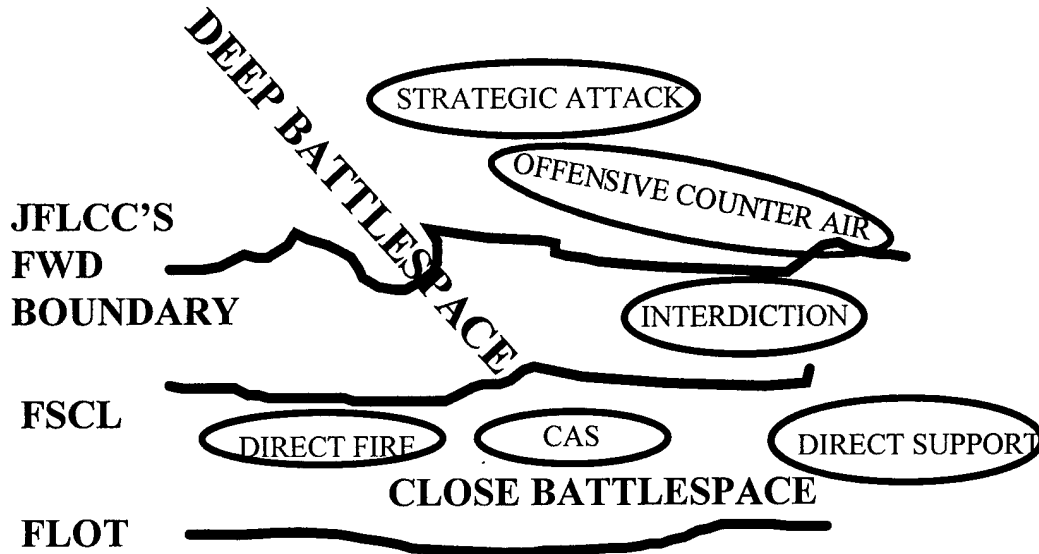 DEEP BATTLESPACE
STRATEGIC ATTACK
OFFENSIVE COUNTER AIR
JFLCC'S
FWD
BOUNDARY
INTERDICTION
FSCL
DIRECT FIRE
CAS
DIRECT SUPPORT
CLOSE BATTLESPACE
FLOT